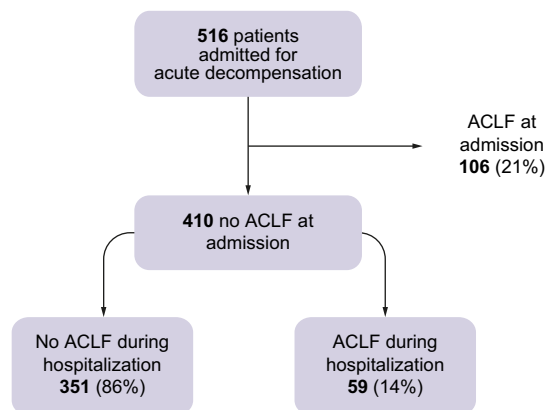 516 patients
admitted for
acute decompensation
ACLF at
admission
106 (21%)
410 no ACLF at
admission
No ACLF during
hospitalization
351 (86%)
ACLF during
hospitalization
59 (14%)